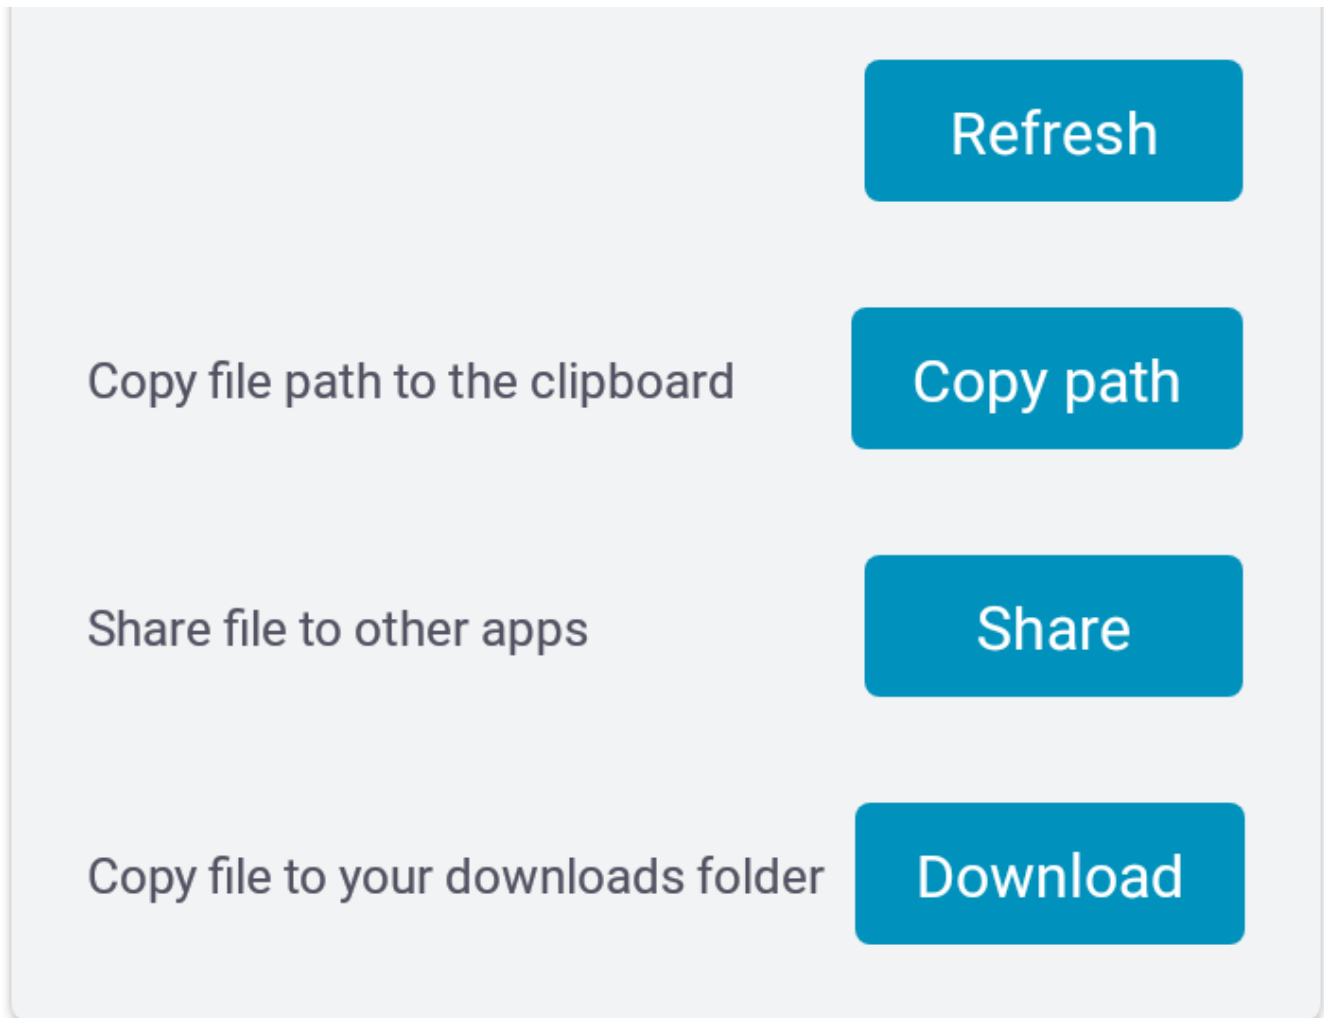 Refresh
Copy file path to the clipboard Copy path
Share file to other apps Share
Copy file to your downloads folder Download